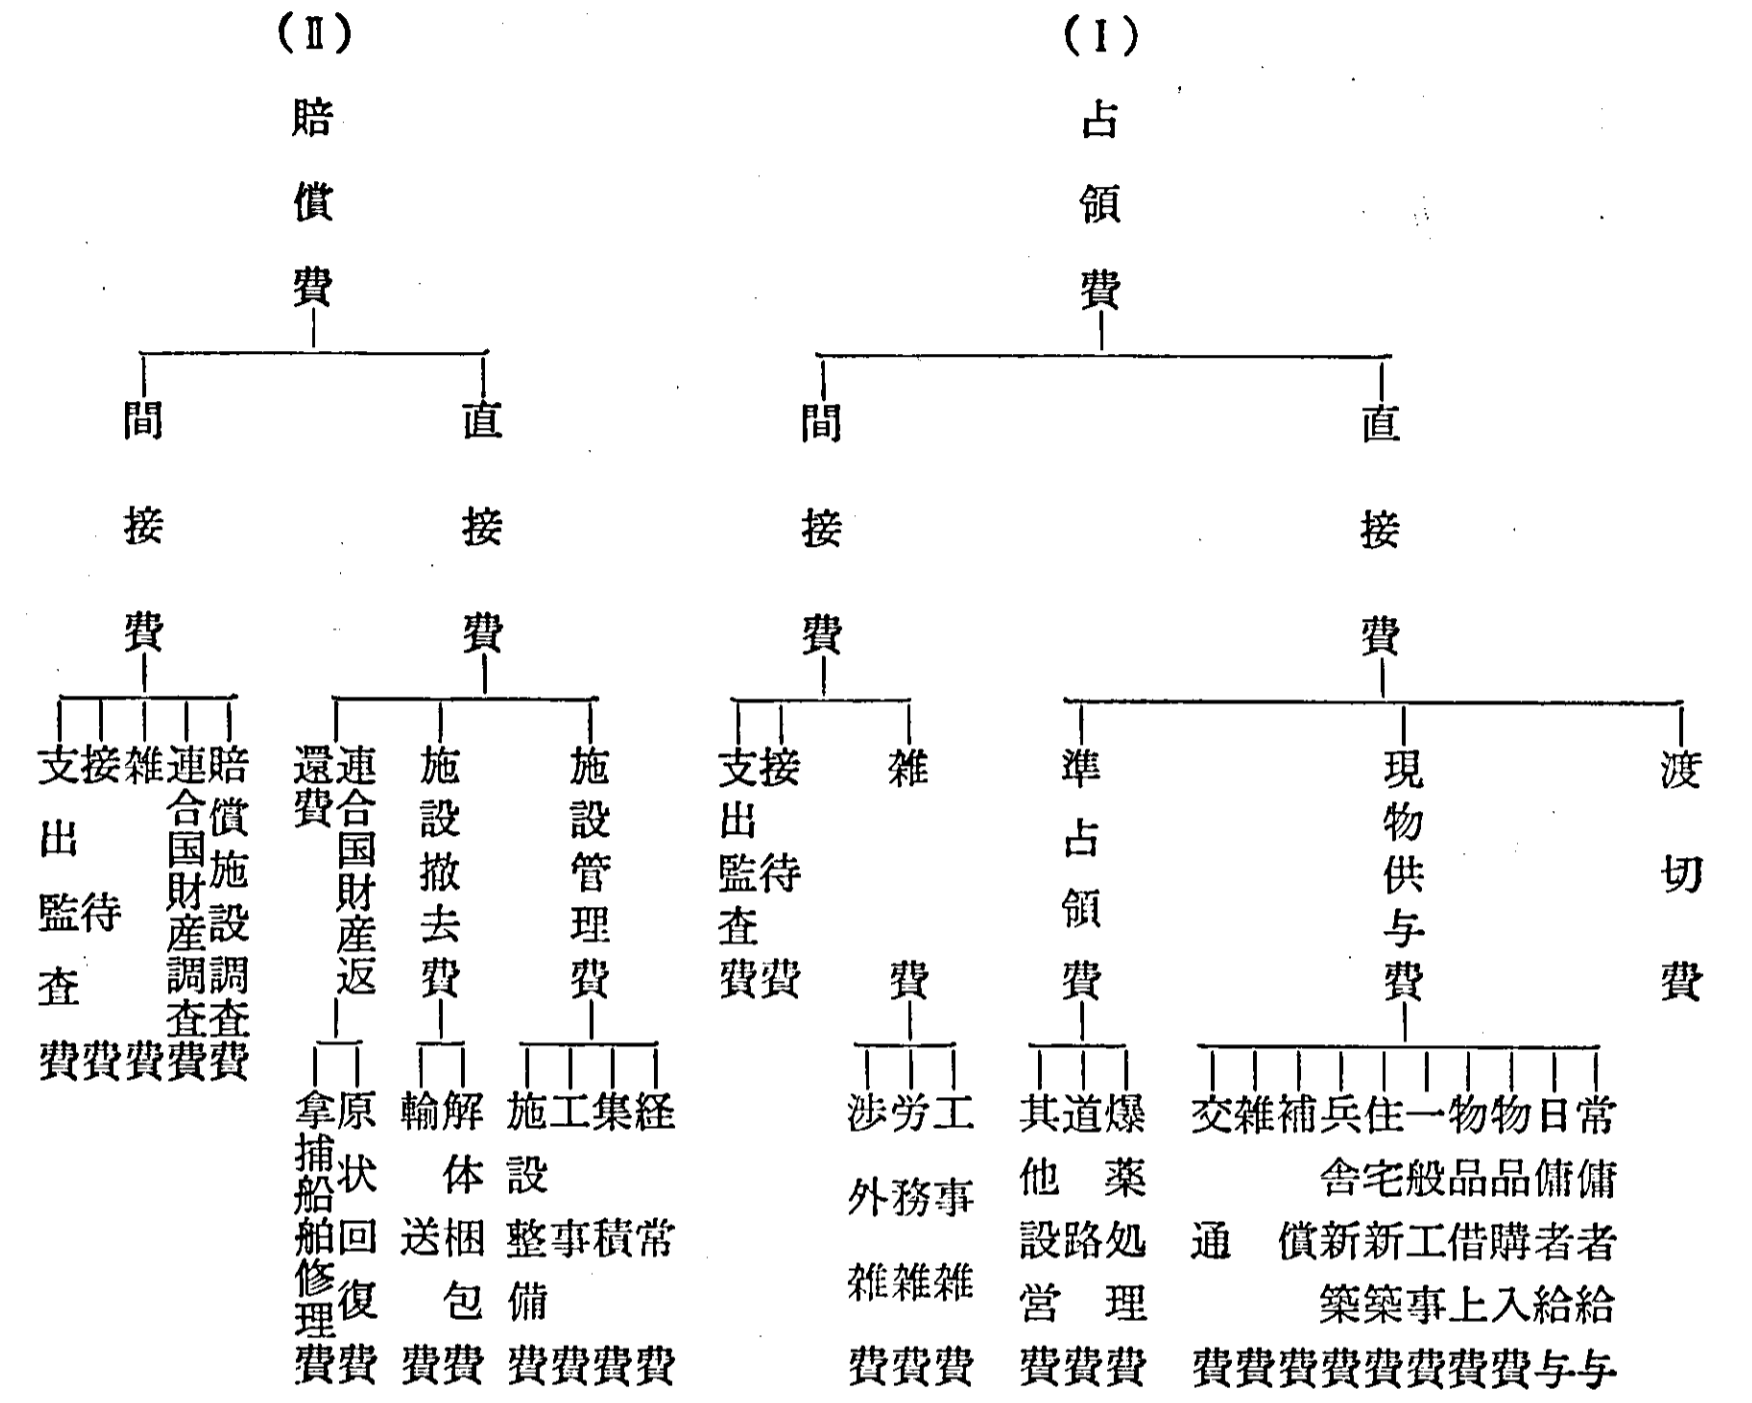 (Ⅰ)
占領費
直接費
渡切費
現物供与費
常傭者給与
日傭者給与
物品購入費
物品借上費
一般工事費
住宅新築費
兵舎新築費
補償費
雑費
交通費
準占領費
爆薬処理費
道路費
其他設営費
間接費
雑費
工事雑費
労務雑費
渉外雑費
接待費
支出監査費
(Ⅱ)
賠償費
直接費
施設管理費
経常費
集積費
工事費
施設整備費
施設撤去費
解体梱包費
輸送費
連合国財産返
還費
原状回復費
拿捕船舶修理費
間接費
賠償施設調査費
連合国財産調査費
雑費
接待費
支出監査費